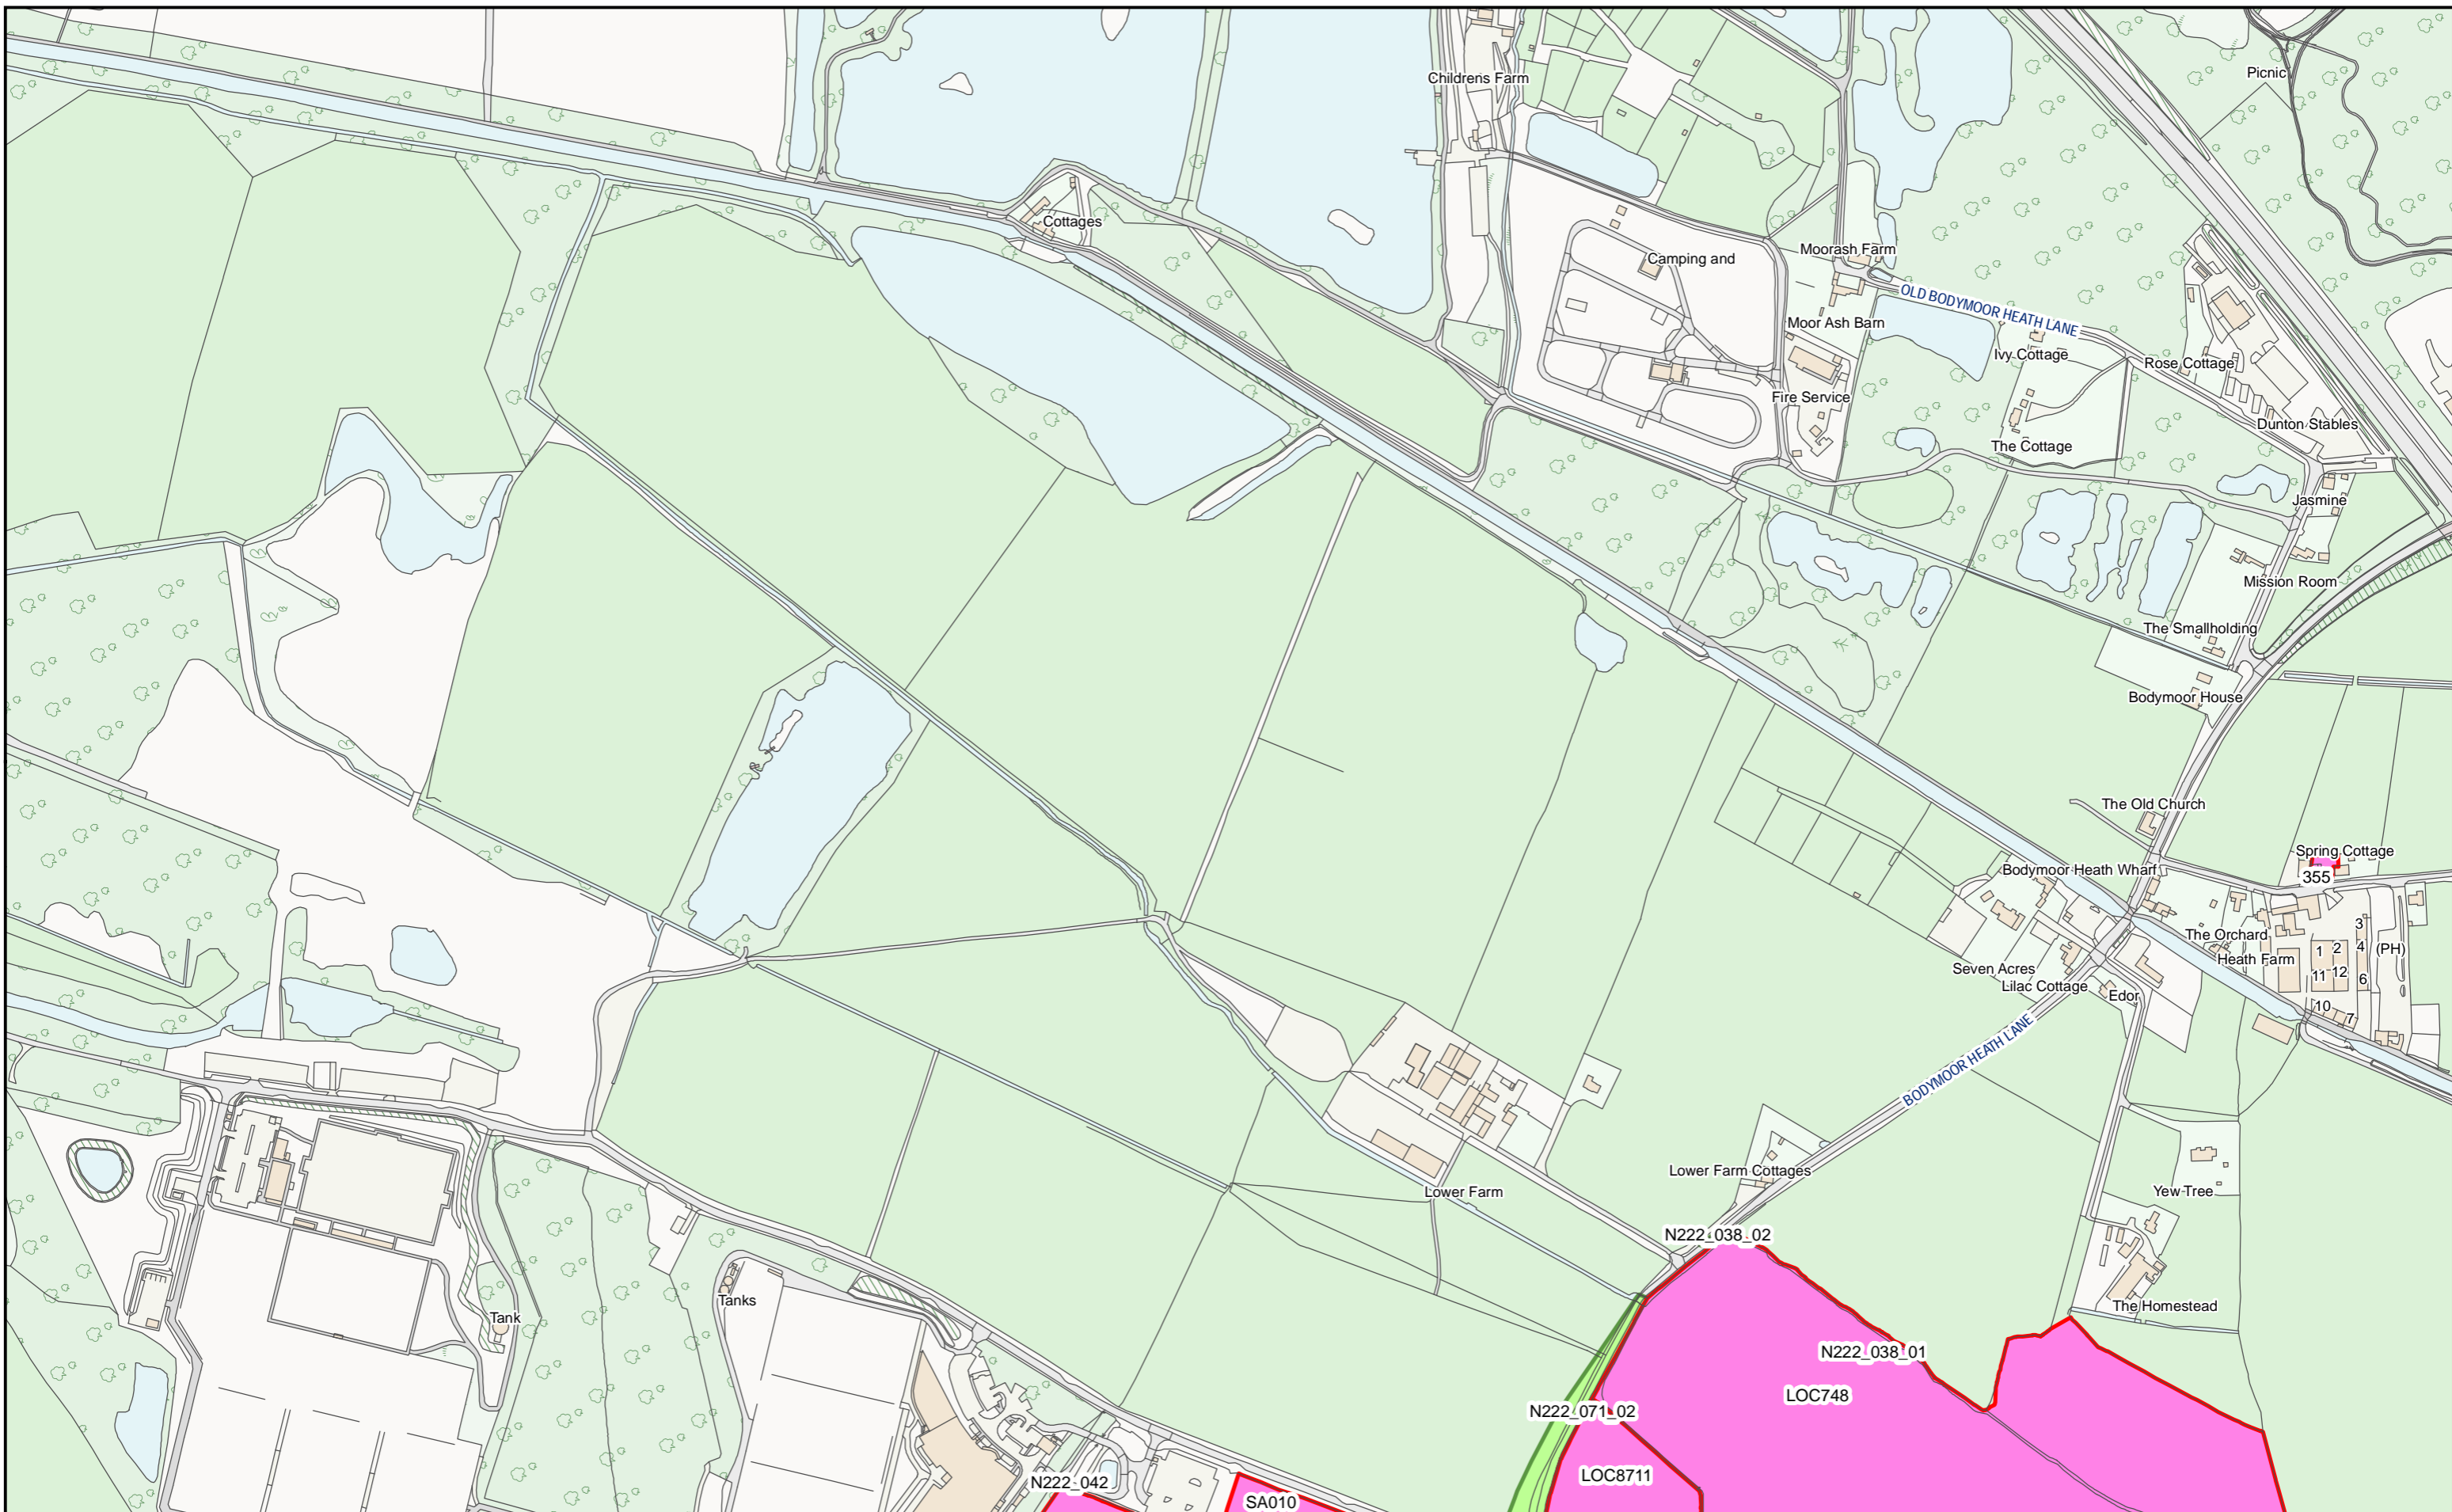 Picnic
Childrens Farm
Cottages
Moorash Farm
Camping and
OLD BODYMOOR HEATH LANE
Moor Ash Barn
Ivy Cottage
Rose Cottage
Fire Service
Dunton Stables
The Cottage
Jasmine
Mission Room
The Smallholding
Bodymoor House
The Old Church
Spring Cottage
Bodymoor Heath Wharf
355
3
The Orchard
1
2
4
(PH)
Heath Farm
Seven Acres
11
12
6
Lilac Cottage
Edor
10
7
BODYMOOR HEATH LANE
Lower Farm Cottages
Lower Farm
Yew Tree
N222_038_02
Tanks
The Homestead
Tank
N222_038_01
LOC748
N222_071_02
LOC8711
N222_042
SA010